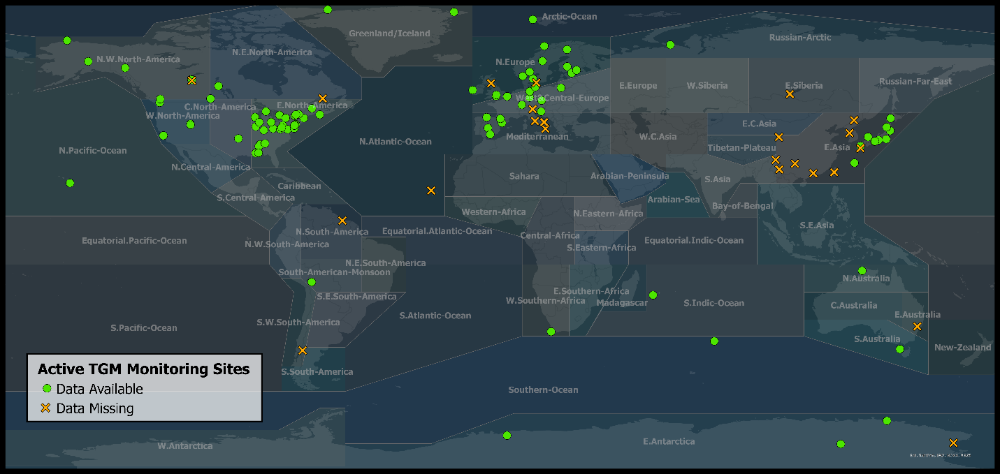 Arctic-Ocean
Greenland/Iceland
Russian-Arctic
N.E.North-America
N.W.North-America
N.Europe
Russian-Far-East
E.Europe
W.Siberia
E.Siberia
West&Central-Europe
C.North-America
E.North-America
W.North-America
E.C.Asia
Mediterranean
W.C.Asia
N.Atlantic-Ocean
Tibetan-Plateau
E.Asia
N.Pacific-Ocean
N.Central-America
Sahara
Arabian-Peninsula
S.Asia
Caribbean
S.Central-America
Arabian-Sea
Bay-of-Bengal
Western-Africa
N.Eastern-Africa
S.E.Asia
N.South-America
Equatorial.Atlantic-Ocean
Central-Africa
Equatorial.Pacific-Ocean
Equatorial.Indic-Ocean
N.W.South-America
S.Eastern-Africa
N.E.South-America
South-American-Monsoon
N.Australia
E.Southern-Africa
S.E.South-America
W.Southern-Africa
Madagascar
S.Indic-Ocean
C.Australia
S.Atlantic-Ocean
E.Australia
S.W.South-America
S.Pacific-Ocean
S.Australia
New-Zealand
Active TGM Monitoring Sites
Data Available
Data Missing
S.South-America
Southern-Ocean
W.Antarctica
E.Antarctica